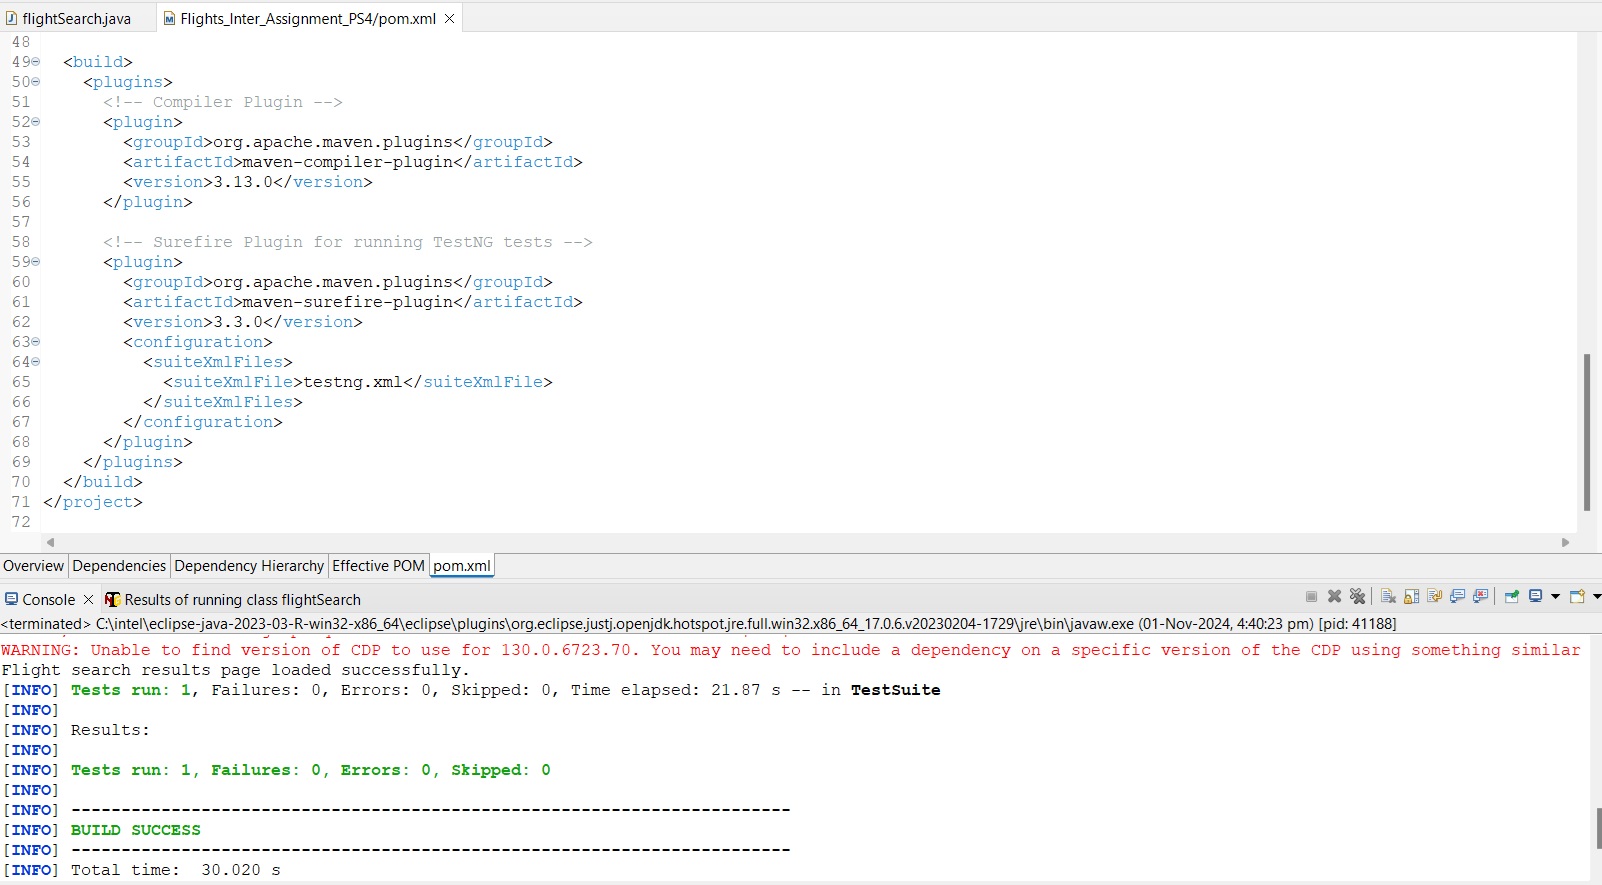 flightSearch.java
Flights_Inter_Assignment_PS4/pom.xml
48
49 <build>
50 <plugins>
51 <!-- Compiler Plugin -->
52 <plugin>
53 <groupId>org.apache.maven.plugins</groupId>
54 <artifactId>maven-compiler-plugin</artifactId>
55 <version>3.13.0</version>
56 </plugin>
57
58 <!-- Surefire Plugin for running TestNG tests -->
59 <plugin>
60 <groupId>org.apache.maven.plugins</groupId>
61 <artifactId>maven-surefire-plugin</artifactId>
62 <version>3.3.0</version>
63 <configuration>
64 <suiteXmlFiles>
65 <suiteXmlFile>testng.xml</suiteXmlFile>
66 </suiteXmlFiles>
67 </configuration>
68 </plugin>
69 </plugins>
70 </build>
71 </project>
72
Overview Dependencies Dependency Hierarchy Effective POM pom.xml
Console Results of running class flightSearch
<terminated> C:\intel\eclipse-java-2023-03-R-win32-x86_64\eclipse\plugins\org.eclipse.justj.openjdk.hotspot.jre.full.win32.x86_64_17.0.6.v20230204-1729\jre\bin\javaw.exe (01-Nov-2024, 4:40:23 pm) [pid: 41188]
WARNING: Unable to find version of CDP to use for 130.0.6723.70. You may need to include a dependency on a specific version of the CDP using something similar
Flight search results page loaded successfully.
[INFO] Tests run: 1, Failures: 0, Errors: 0, Skipped: 0, Time elapsed: 21.87 s -- in TestSuite
[INFO]
[INFO] Results:
[INFO]
[INFO] Tests run: 1, Failures: 0, Errors: 0, Skipped: 0
[INFO]
[INFO] ------------------------------------------------------------------------
[INFO] BUILD SUCCESS
[INFO] ------------------------------------------------------------------------
[INFO] Total time:  30.020 s